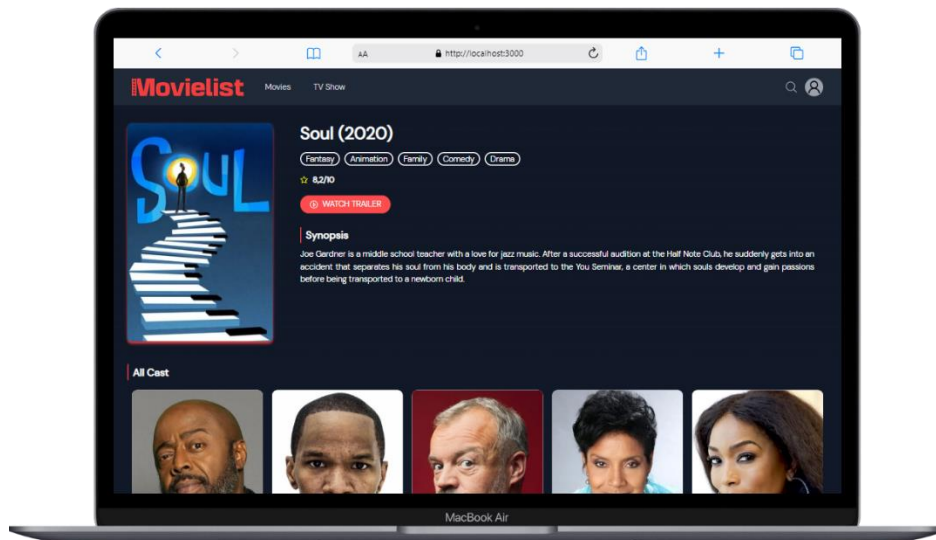 AA http://localhost:3000
Movielist Movies TV Show
SOUL
Soul (2020)
Fantasy Animation Family Comedy Drama
8,2/10
WATCH TRAILER
Synopsis
Joe Gardner is a middle school teacher with a love for jazz music. After a successful audition at the Half Note Club, he suddenly gets into an
accident that separates his soul from his body and is transported to the You Seminar, a center in which souls develop and gain passions
before being transported to a newborn child.
All Cast
MacBook Air